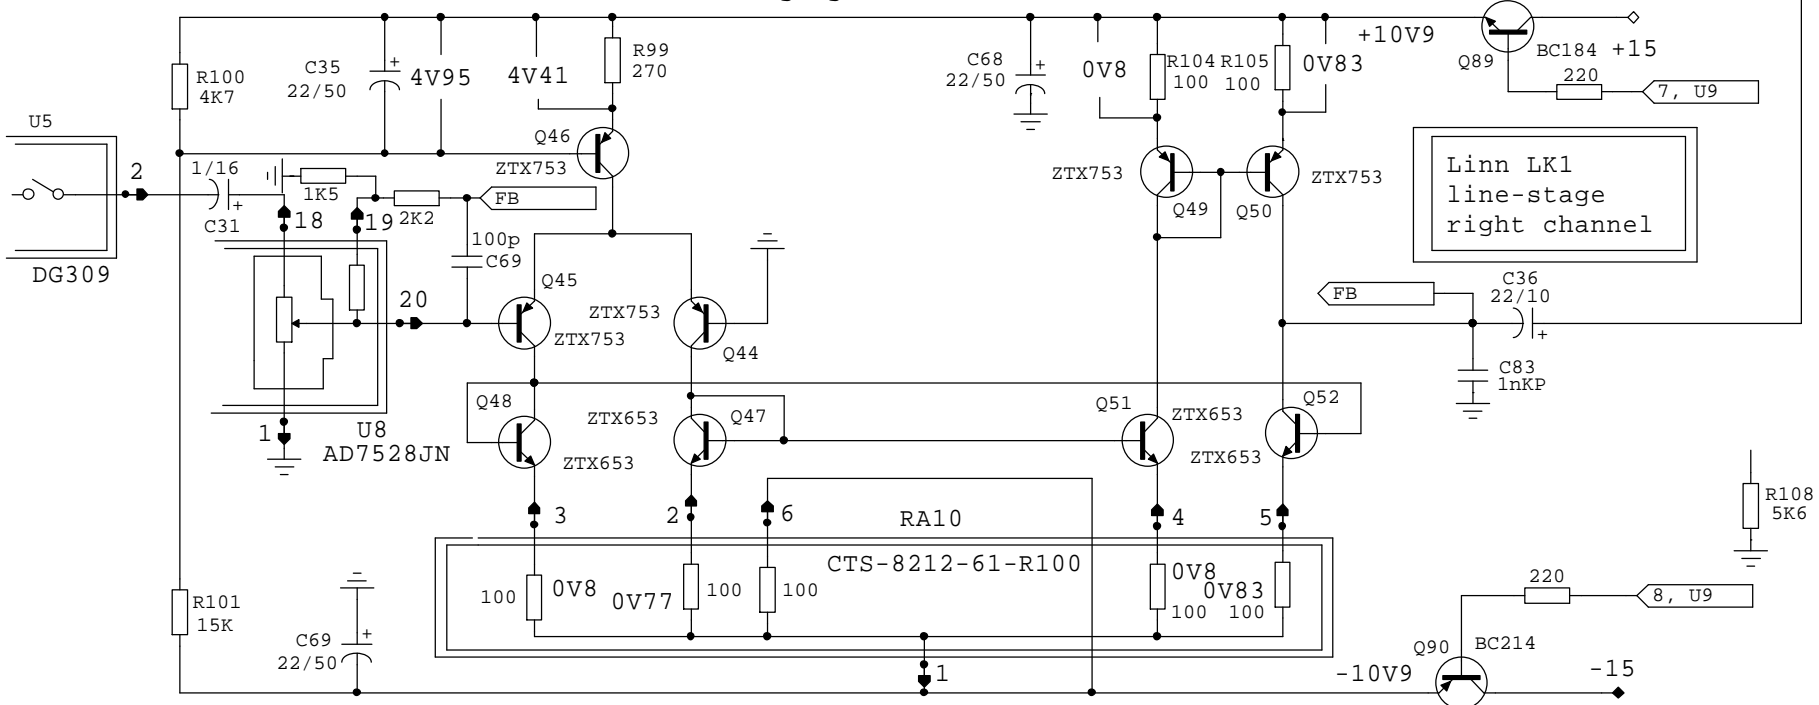 +10V9
BC184
+15
Q89
220
7, U9
R100
4K7
C35
22/50
4V95
4V41
R99
270
C68
22/50
0V8
R104
100
R105
100
0V83
U5
2
1/16
C31
DG309
1K5
18
19
2K2
FB
100p
C69
Q46
ZTX753
ZTX753
Q49
Q50
ZTX753
Linn LK1
line-stage
right channel
U8
AD7528JN
1
20
Q45
ZTX753
ZTX753
Q44
FB
C36
22/10
C83
1nKP
Q48
ZTX653
ZTX653
Q47
Q51
ZTX653
Q52
ZTX653
3
2
6
RA10
4
5
CTS-8212-61-R100
100
0V8
0V77
100
100
0V8
100
0V83
100
1
R101
15K
C69
22/50
R108
5K6
220
8, U9
Q90
BC214
-10V9
-15